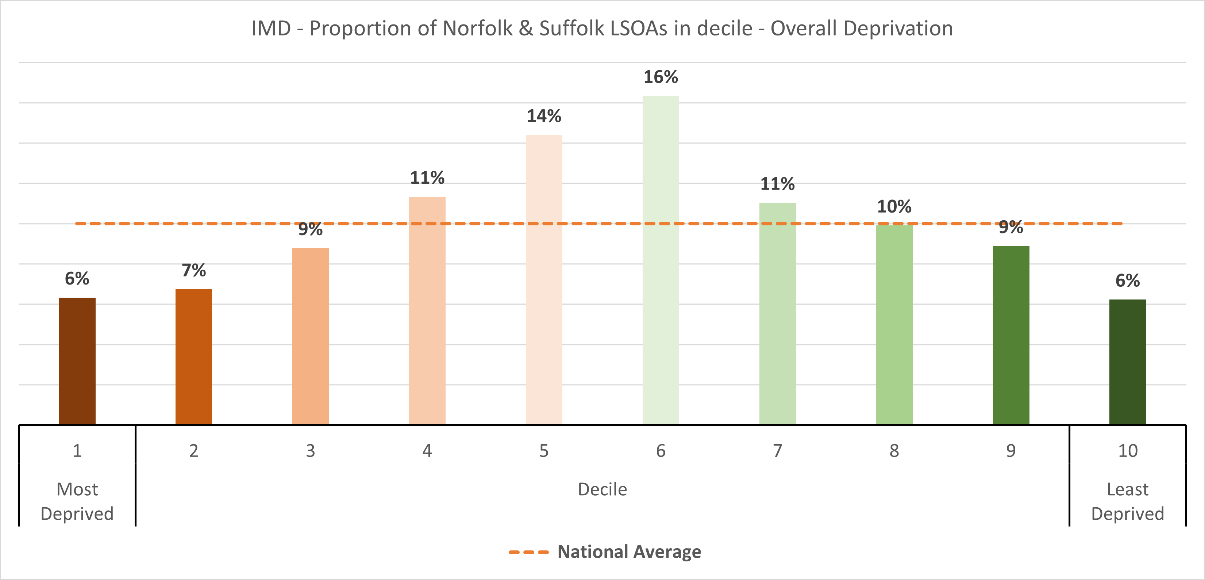 IMD - Proportion of Norfolk & Suffolk LSOAs in decile - Overall Deprivation
6%
7%
9%
11%
14%
16%
11%
10%
9%
6%
1 2 3 4 5 6 7 8 9 10
Most Deprived
Decile
Least Deprived
National Average